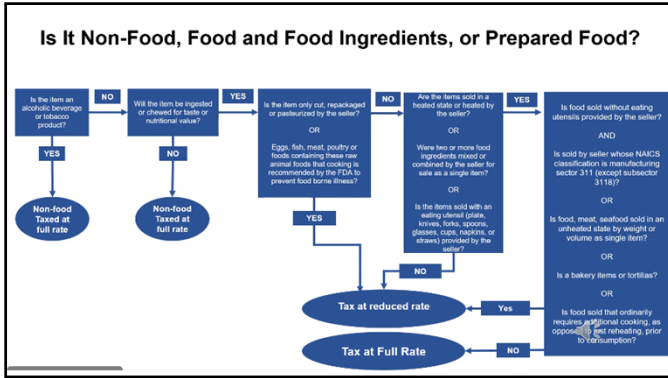 Is It Non-Food, Food and Food Ingredients, or Prepared Food?
Is the item an
alcoholic beverage
or tobacco
product?
NO
Will the item be ingested
or chewed for taste or
nutritional value?
YES
Is the item only cut, repackaged
or pasteurized by the seller?
OR
Eggs, fish, meat, poultry or
foods containing these raw
animal foods that cooking is
recommended by the FDA to
prevent food borne illness?
NO
Are the items sold in a
heated state or heated by
the seller?
OR
Were two or more food
ingredients mixed or
combined by the seller for
sale as a single item?
OR
Is the items sold with an
eating utensil (plate,
knives, forks, spoons,
glasses, cups, napkins, or
straws) provided by the
seller?
YES
Is food sold without eating
utensils provided by the seller?
AND
Is sold by seller whose NAICS
classification is manufacturing
sector 311 (except subsector
3118)?
OR
Is food, meat, seafood sold in an
unheated state by weight or
volume as single item?
OR
Is a bakery items or tortillas?
OR
Is food sold that ordinarily
requires additional cooking, as
opposed to just reheating, prior
to consumption?
YES
Non-food
Taxed at
full rate
NO
Non-food
Taxed at
full rate
YES
NO
Tax at reduced rate
Yes
Tax at Full Rate
NO